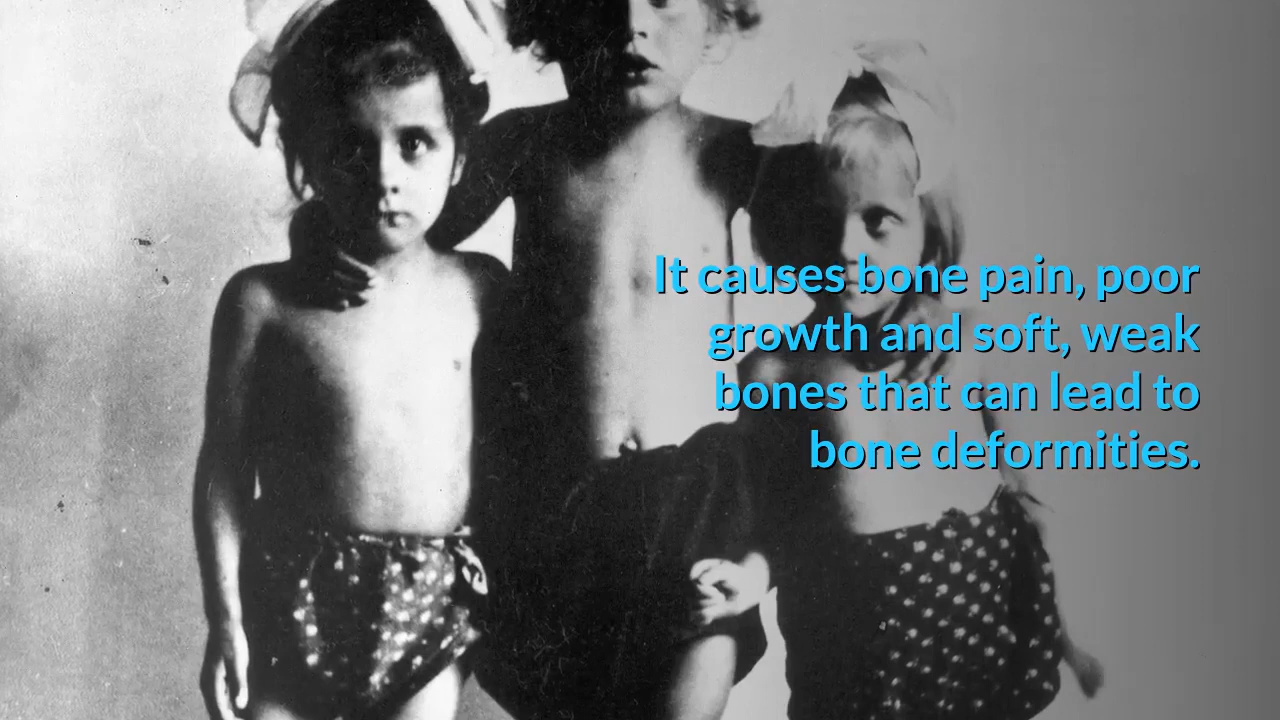 It causes bone pain, poor
growth and soft, weak
bones that can lead to
bone deformities.